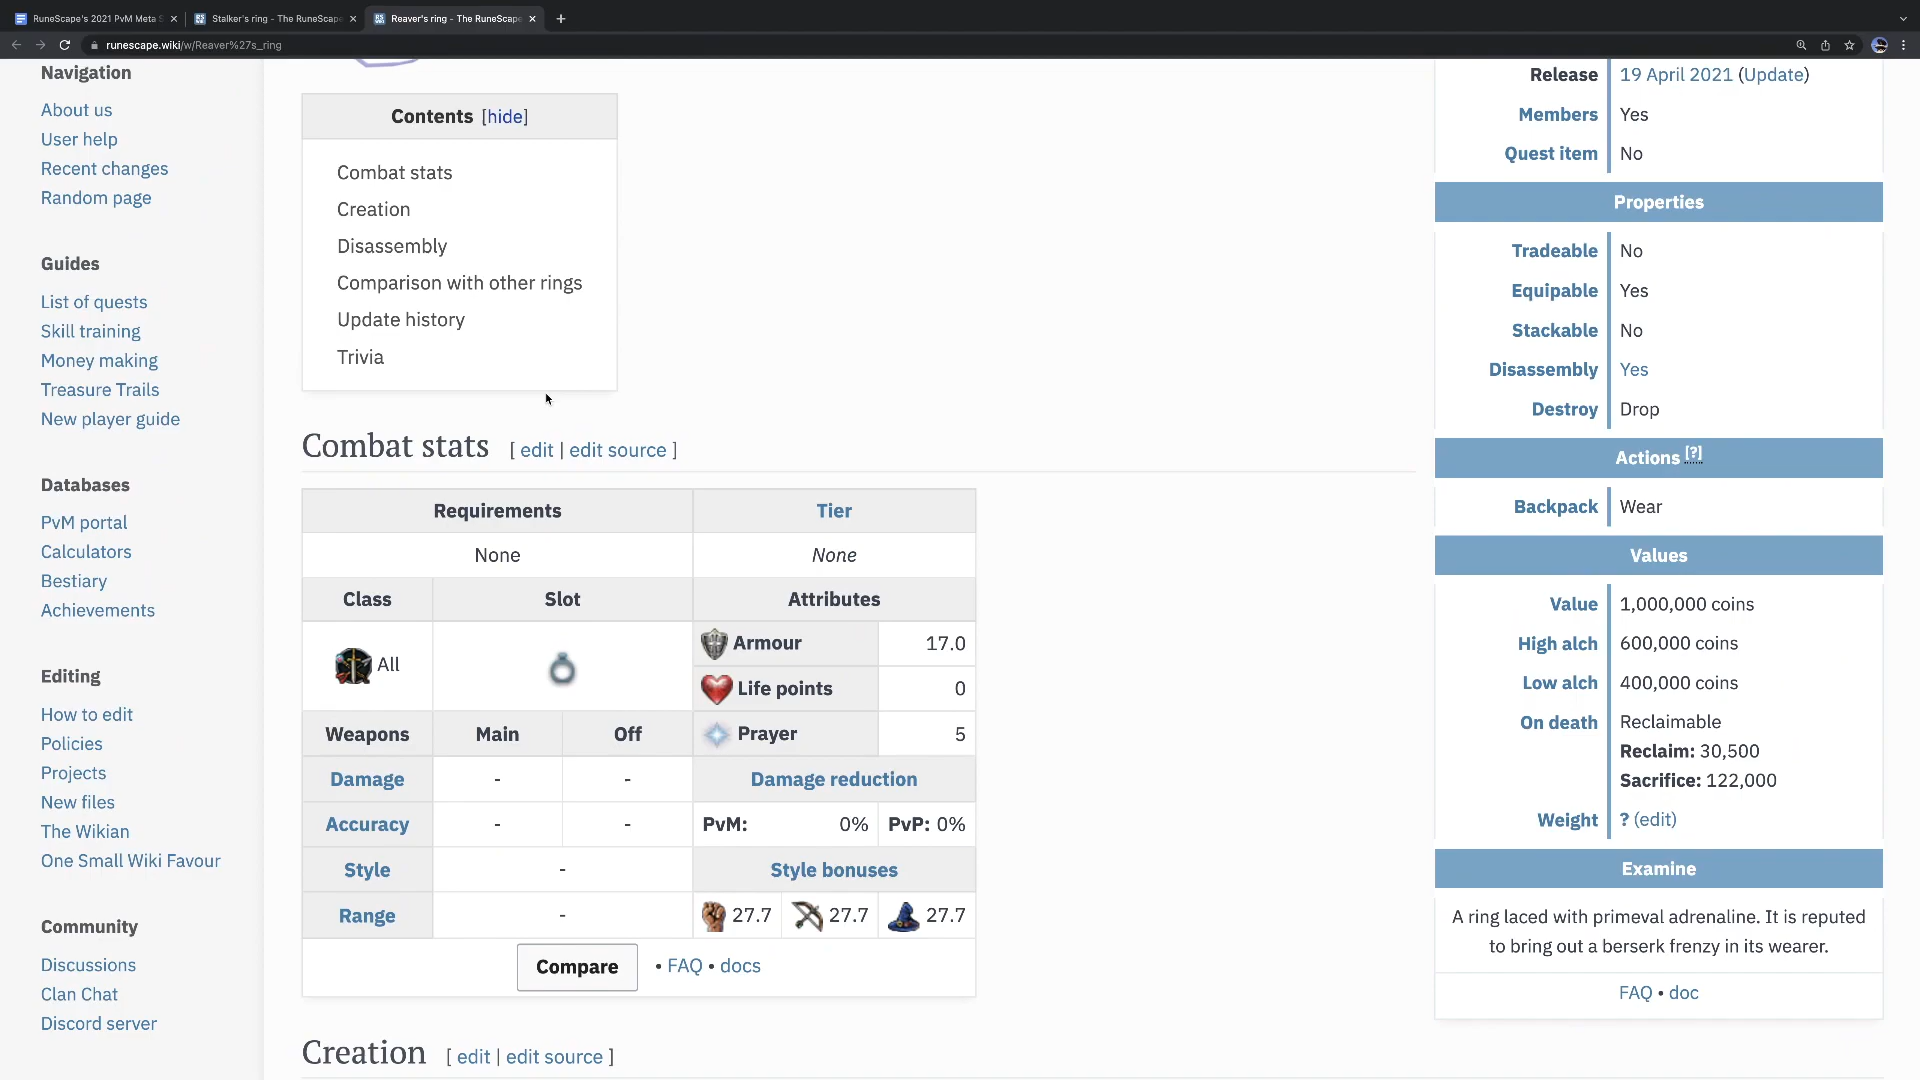 RuneScape's 2021 PvM Meta S
Stalker's ring - The RuneScape
Reaver's ring - The RuneScape
runescape.wiki/w/Reaver%27s_ring
Navigation
About us
User help
Recent changes
Random page
Guides
List of quests
Skill training
Money making
Treasure Trails
New player guide
Databases
PvM portal
Calculators
Bestiary
Achievements
Editing
How to edit
Policies
Projects
New files
The Wikian
One Small Wiki Favour
Community
Discussions
Clan Chat
Discord server
Contents [hide]
Combat stats
Creation
Disassembly
Comparison with other rings
Update history
Trivia
Combat stats [ edit | edit source ]
Requirements Tier
None None
Class Slot Attributes
All
Armour 17.0
Life points 0
Weapons Main Off Prayer 5
Damage - - Damage reduction
Accuracy - - PvM: 0% PvP: 0%
Style - Style bonuses
Range - 27.7 27.7 27.7
Compare • FAQ • docs
Creation [ edit | edit source ]
Release 19 April 2021 (Update)
Members Yes
Quest item No
Properties
Tradeable No
Equipable Yes
Stackable No
Disassembly Yes
Destroy Drop
Actions [?]
Backpack Wear
Values
Value 1,000,000 coins
High alch 600,000 coins
Low alch 400,000 coins
On death Reclaimable
Reclaim: 30,500
Sacrifice: 122,000
Weight ? (edit)
Examine
A ring laced with primeval adrenaline. It is reputed
to bring out a berserk frenzy in its wearer.
FAQ • doc